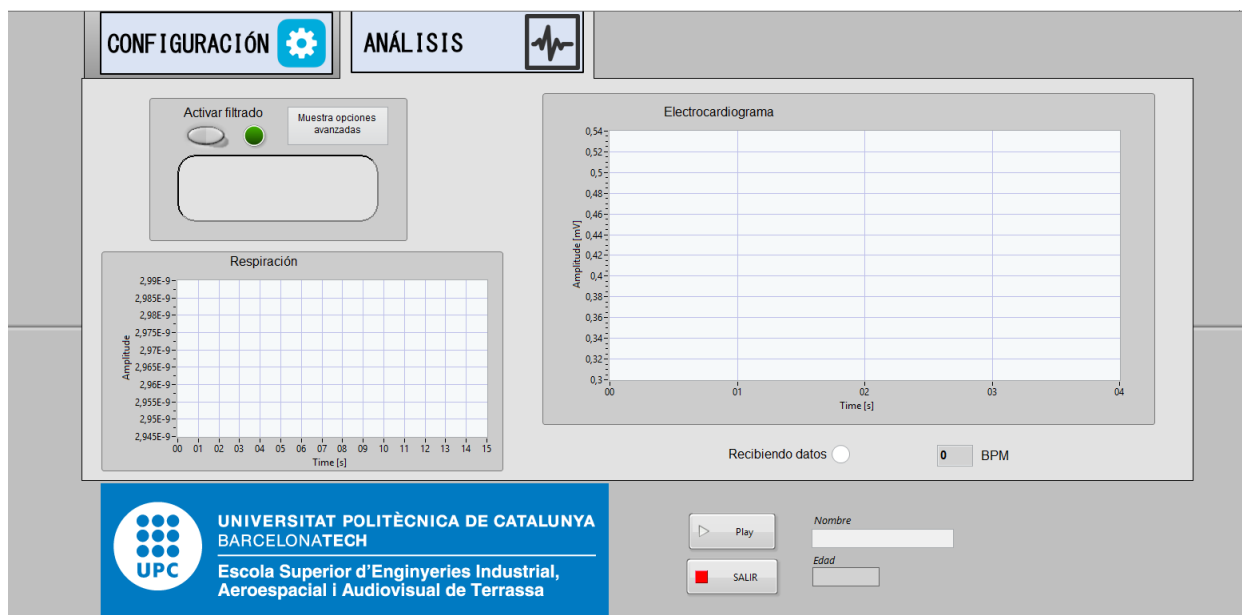 CONFIGURACIÓN
ANÁLISIS
Activar filtrado
Muestra opciones
avanzadas
Respiración
Amplitude
2,99E-9
2,985E-9
2,98E-9
2,975E-9
2,97E-9
2,965E-9
2,96E-9
2,955E-9
2,95E-9
2,945E-9
00 01 02 03 04 05 06 07 08 09 10 11 12 13 14 15
Time [s]
Electrocardiograma
Amplitude [mV]
0,54
0,52
0,5
0,48
0,46
0,44
0,42
0,4
0,38
0,36
0,34
0,32
0,3
00 01 02 03 04
Time [s]
Recibiendo datos
0 BPM
UPC
UNIVERSITAT POLITÈCNICA DE CATALUNYA
BARCELONATECH
Escola Superior d'Enginyeries Industrial,
Aeroespacial i Audiovisual de Terrassa
Play
SALIR
Nombre
Edad